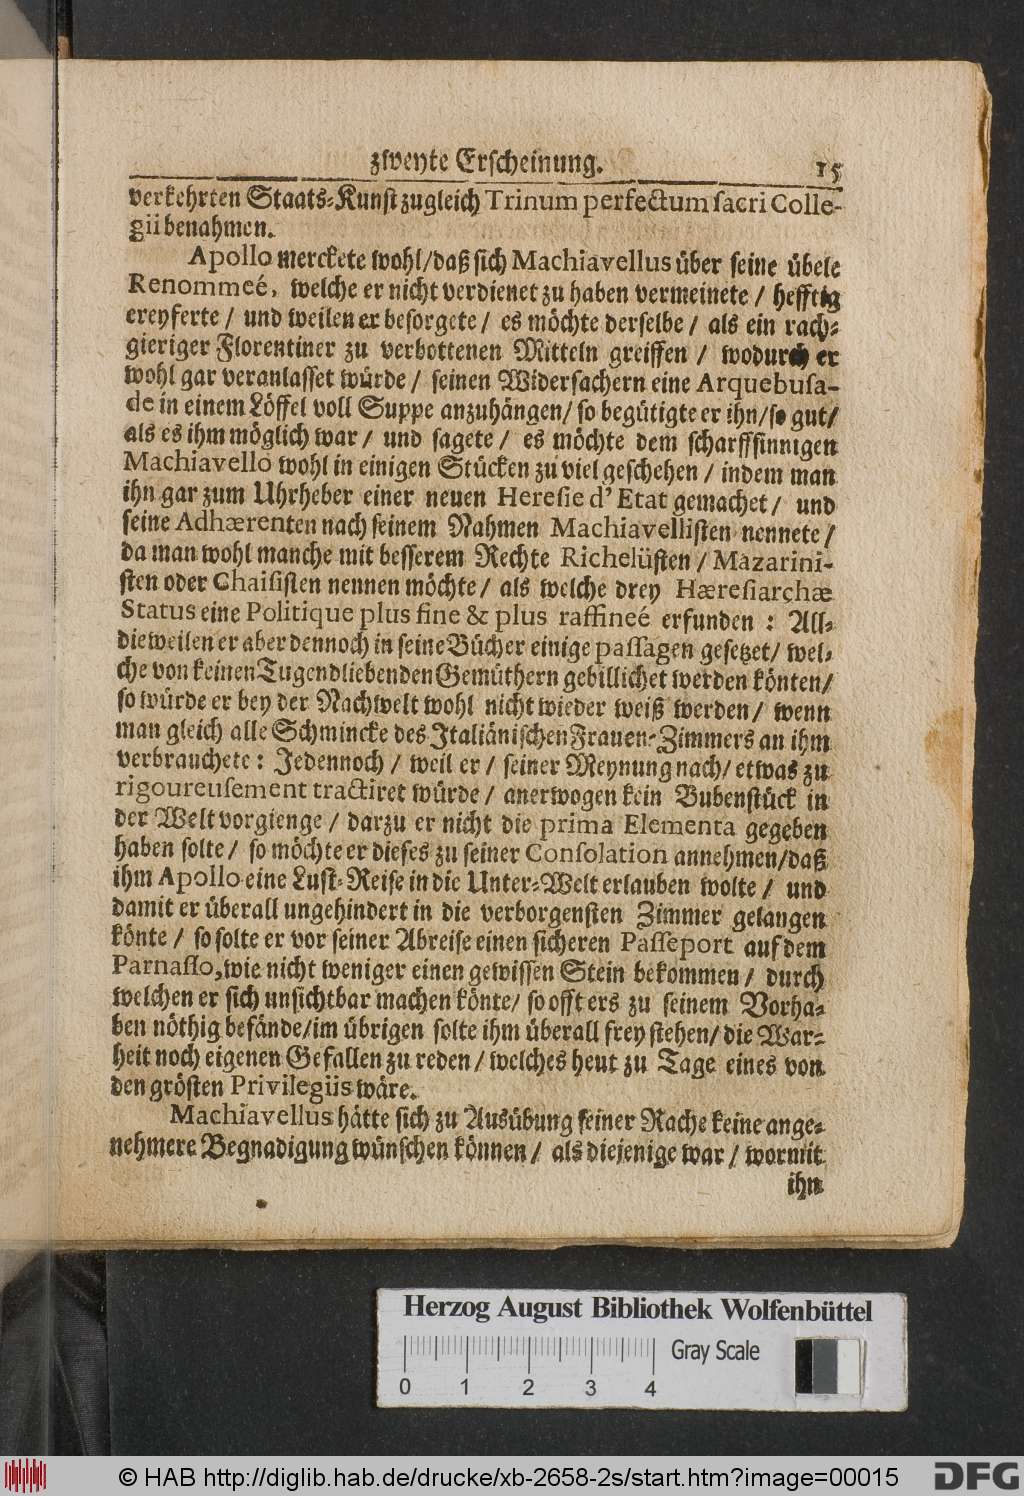 zweyte Erscheinung. 15
verkehrten Staats-Kunst zugleich Trinum perfectum sacri Colle-
gii benahmen.
Apollo merckete wohl/daß sich Machiavellus über seine übele
Renommeé, welche er nicht verdienet zu haben vermeinete / hefftig
ereyferte / und weilen er besorgete / es möchte derselbe / als ein rach-
gieriger Florentiner zu verbottenen Mitteln greiffen / wodurch er
wohl gar veranlasset würde / seinen Widersachern eine Arquebusa-
de in einem Löffel voll Suppe anzuhängen/ so begütigte er ihn/so gut/
als es ihm möglich war / und sagete / es möchte dem scharffsinnigen
Machiavello wohl in einigen Stücken zu viel geschehen / indem man
ihn gar zum Uhrheber einer neuen Heresie d' Etat gemachet / und
seine Adhærenten nach seinem Nahmen Machiavellisten nennete /
da man wohl manche mit besserem Rechte Richelüsten / Mazarini-
sten oder Chaisisten nennen möchte / als welche drey Hæresiarchæ
Status eine Politique plus fine & plus raffineé erfunden : All-
dieweilen er aber dennoch in seine Bücher einige passagen gesetzet/ wel-
che von keinen Tugendliebenden Gemüthern gebillichet werden könten/
so würde er bey der Nachwelt wohl nicht wieder weiß werden / wenn
man gleich alle Schmincke des Italiänischen Frauen-Zimmers an ihm
verbrauchete : Jedennoch / weil er / seiner Meynung nach/ etwas zu
rigoureusement tractiret würde / anerwogen kein Bubenstück in
der Welt vorgienge / darzu er nicht die prima Elementa gegeben
haben solte / so möchte er dieses zu seiner Consolation annehmen/daß
ihm Apollo eine Lust-Reise in die Unter-Welt erlauben wolte / und
damit er überall ungehindert in die verborgensten Zimmer gelangen
könte / so solte er vor seiner Abreise einen sicheren Passeport auf dem
Parnasso, wie nicht weniger einen gewissen Stein bekommen / durch
welchen er sich unsichtbar machen könte/ so offt ers zu seinem Vorha-
ben nöthig befände/im übrigen solte ihm überall frey stehen/ die War-
heit noch eigenen Gefallen zu reden / welches heut zu Tage eines von
den grösten Privilegiis wäre.
Machiavellus hätte sich zu Ausübung seiner Rache keine ange-
nehmere Begnadigung wünschen können / als diejenige war / wormit
ihn
Herzog August Bibliothek Wolfenbüttel
Gray Scale
0 1 2 3 4
© HAB http://diglib.hab.de/drucke/xb-2658-2s/start.htm?image=00015
DFG